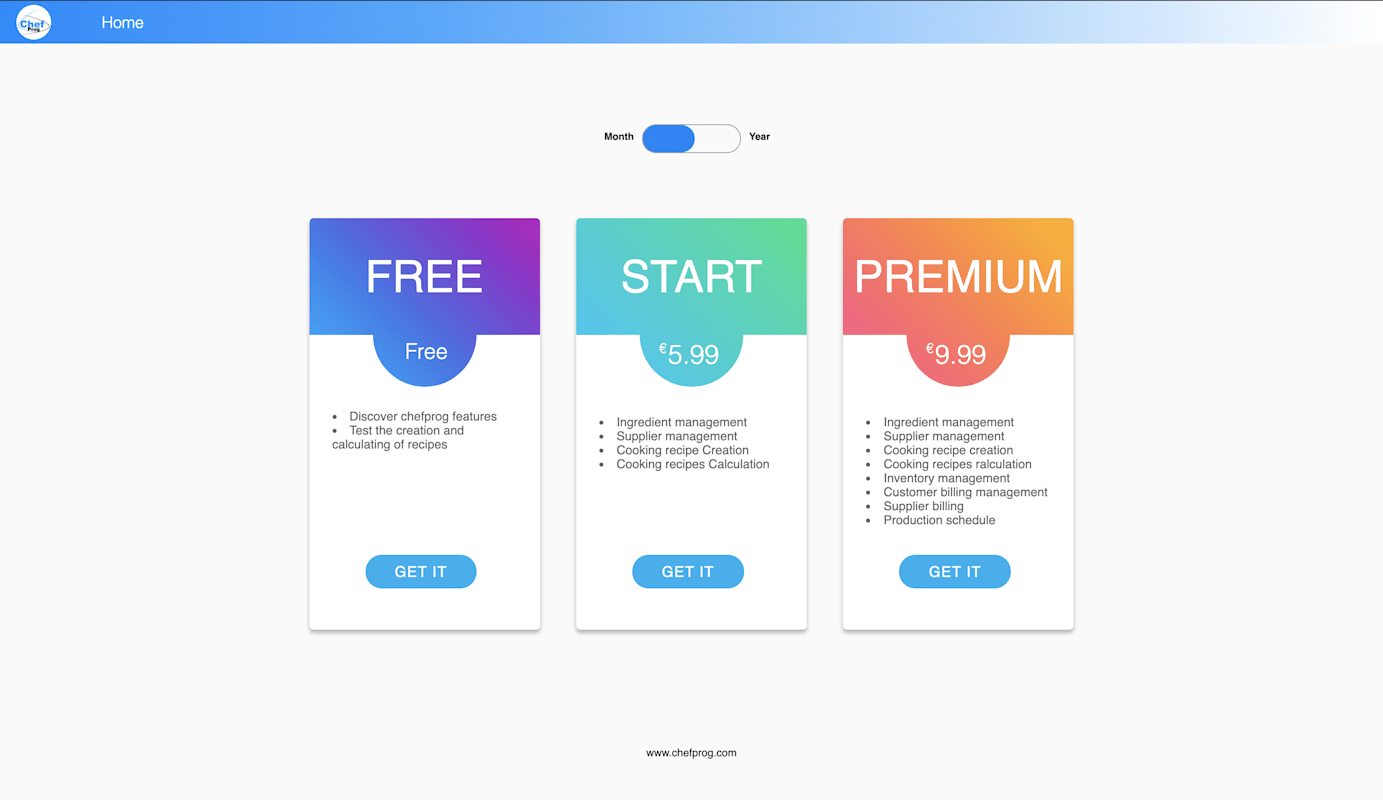 Chef
Prog
Home
Month
Year
FREE
Free
• Discover chefprog features
• Test the creation and
calculating of recipes
GET IT
START
€5.99
• Ingredient management
• Supplier management
• Cooking recipe Creation
• Cooking recipes Calculation
GET IT
PREMIUM
€9.99
• Ingredient management
• Supplier management
• Cooking recipe creation
• Cooking recipes ralculation
• Inventory management
• Customer billing management
• Supplier billing
• Production schedule
GET IT
www.chefprog.com